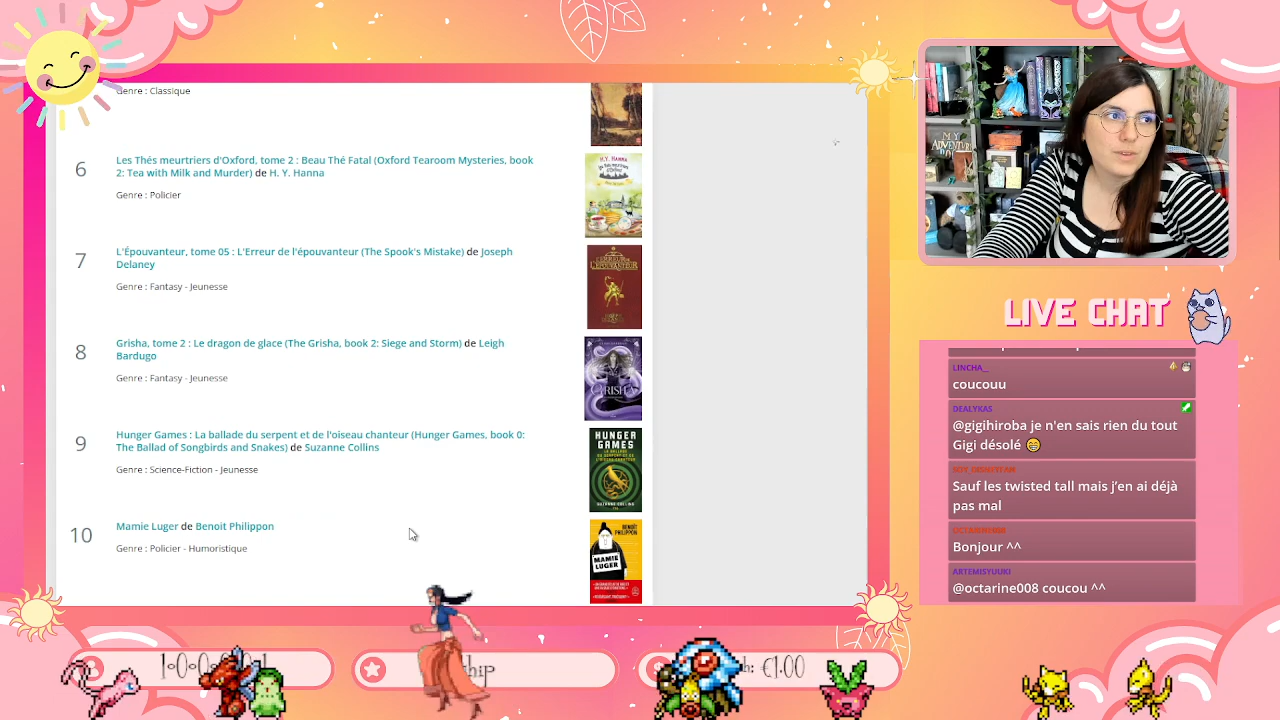 Genre : Classique
6
Les Thés meurtriers d'Oxford, tome 2 : Beau Thé Fatal (Oxford Tearoom Mysteries, book
2: Tea with Milk and Murder) de H. Y. Hanna
Genre : Policier
7
L'Épouvanteur, tome 05 : L'Erreur de l'épouvanteur (The Spook's Mistake) de Joseph
Delaney
Genre : Fantasy - Jeunesse
8
Grisha, tome 2 : Le dragon de glace (The Grisha, book 2: Siege and Storm) de Leigh
Bardugo
Genre : Fantasy - Jeunesse
GRISHA
9
Hunger Games : La ballade du serpent et de l'oiseau chanteur (Hunger Games, book 0:
The Ballad of Songbirds and Snakes) de Suzanne Collins
Genre : Science-Fiction - Jeunesse
HUNGER
GAMES
10
Mamie Luger de Benoit Philippon
Genre : Policier - Humoristique
MAMIE
LUGER
MY
ADVENTURE
BOOK
LIVE CHAT
LINCHA__
coucouu
DEALYKAS
@gigihiroba je n'en sais rien du tout
Gigi désolé
Sauf les twisted tall mais j'en ai déjà
pas mal
Bonjour ^^
ARTEMISYUUKI
@octarine008 coucou ^^
€1.00